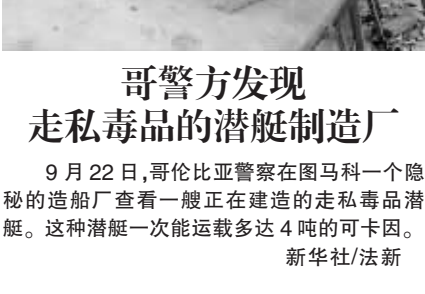 哥警方发现
走私毒品的潜艇制造厂
9 月 22 日,哥伦比亚警察在图马科一个隐
秘的造船厂查看一艘正在建造的走私毒品潜
艇。这种潜艇一次能运载多达 4 吨的可卡因。
新华社/法新